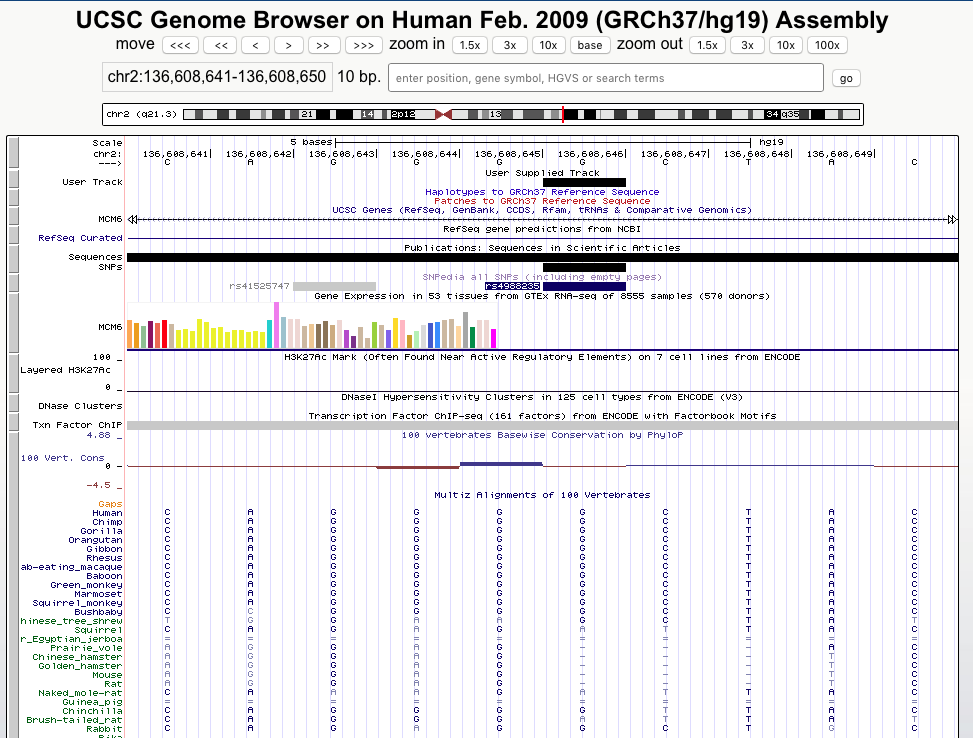 UCSC Genome Browser on Human Feb. 2009 (GRCh37/hg19) Assembly
move <<< << < > >> >>> zoom in 1.5x 3x 10x base zoom out 1.5x 3x 10x 100x
chr2:136,608,641-136,608,650 10 bp. enter position, gene symbol, HGVS or search terms go
chr2 (q21.3) 21 14 2p12 13 34 q35
Scale 5 bases hg19
chr2: 136,608,641 136,608,642 136,608,643 136,608,644 136,608,645 136,608,646 136,608,647 136,608,648 136,608,649
---> C A G G G G C T A C
User Supplied Track
User Track
Haplotypes to GRCh37 Reference Sequence
Patches to GRCh37 Reference Sequence
UCSC Genes (RefSeq, GenBank, CCDS, Rfam, tRNAs & Comparative Genomics)
MCM6
RefSeq gene predictions from NCBI
RefSeq Curated
Publications: Sequences in Scientific Articles
Sequences
SNPs
SNPedia all SNPs (including empty pages)
rs41525747 rs4988235
Gene Expression in 53 tissues from GTEx RNA-seq of 8555 samples (570 donors)
MCM6
H3K27Ac Mark (Often Found Near Active Regulatory Elements) on 7 cell lines from ENCODE
100 _
Layered H3K27Ac
0 _
DNaseI Hypersensitivity Clusters in 125 cell types from ENCODE (V3)
DNase Clusters
Transcription Factor ChIP-seq (161 factors) from ENCODE with Factorbook Motifs
Txn Factor ChIP
100 vertebrates Basewise Conservation by PhyloP
4.88 _
100 Vert. Cons
0 _
-4.5 _
Multiz Alignments of 100 Vertebrates
Gaps
Human C A G G G G C T A C
Chimp C A G G G G C T A C
Gorilla C A G G G G C T A C
Orangutan C A G G G G C T A C
Gibbon C A G G G G C T A C
Rhesus C A G G G G C T A C
ab-eating_macaque C A G G G G C T A C
Baboon C A G G G G C T A C
Green_monkey C A G G G G C T A C
Marmoset C A G G G G C T A C
Squirrel_monkey C A G G G G C T A C
Bushbaby C C G G G G C T A C
hinese_tree_shrew T G G A A G C T A T
Squirrel C A G G G A T T A C
r_Egyptian_jerboa = = = = = = = = = =
Prairie_vole A G G A G - - - A C
Chinese_hamster A G G A G - - - T C
Golden_hamster A G G G G - - - T C
Mouse A G G A G - - - T C
Rat A G G A G - - - T C
Naked_mole-rat C A A A G A T T A C
Guinea_pig = = = = = = = = = =
Chinchilla C A G G G G T T A C
Brush-tailed_rat C A G G G A T T A T
Rabbit C A G A G G T T G C